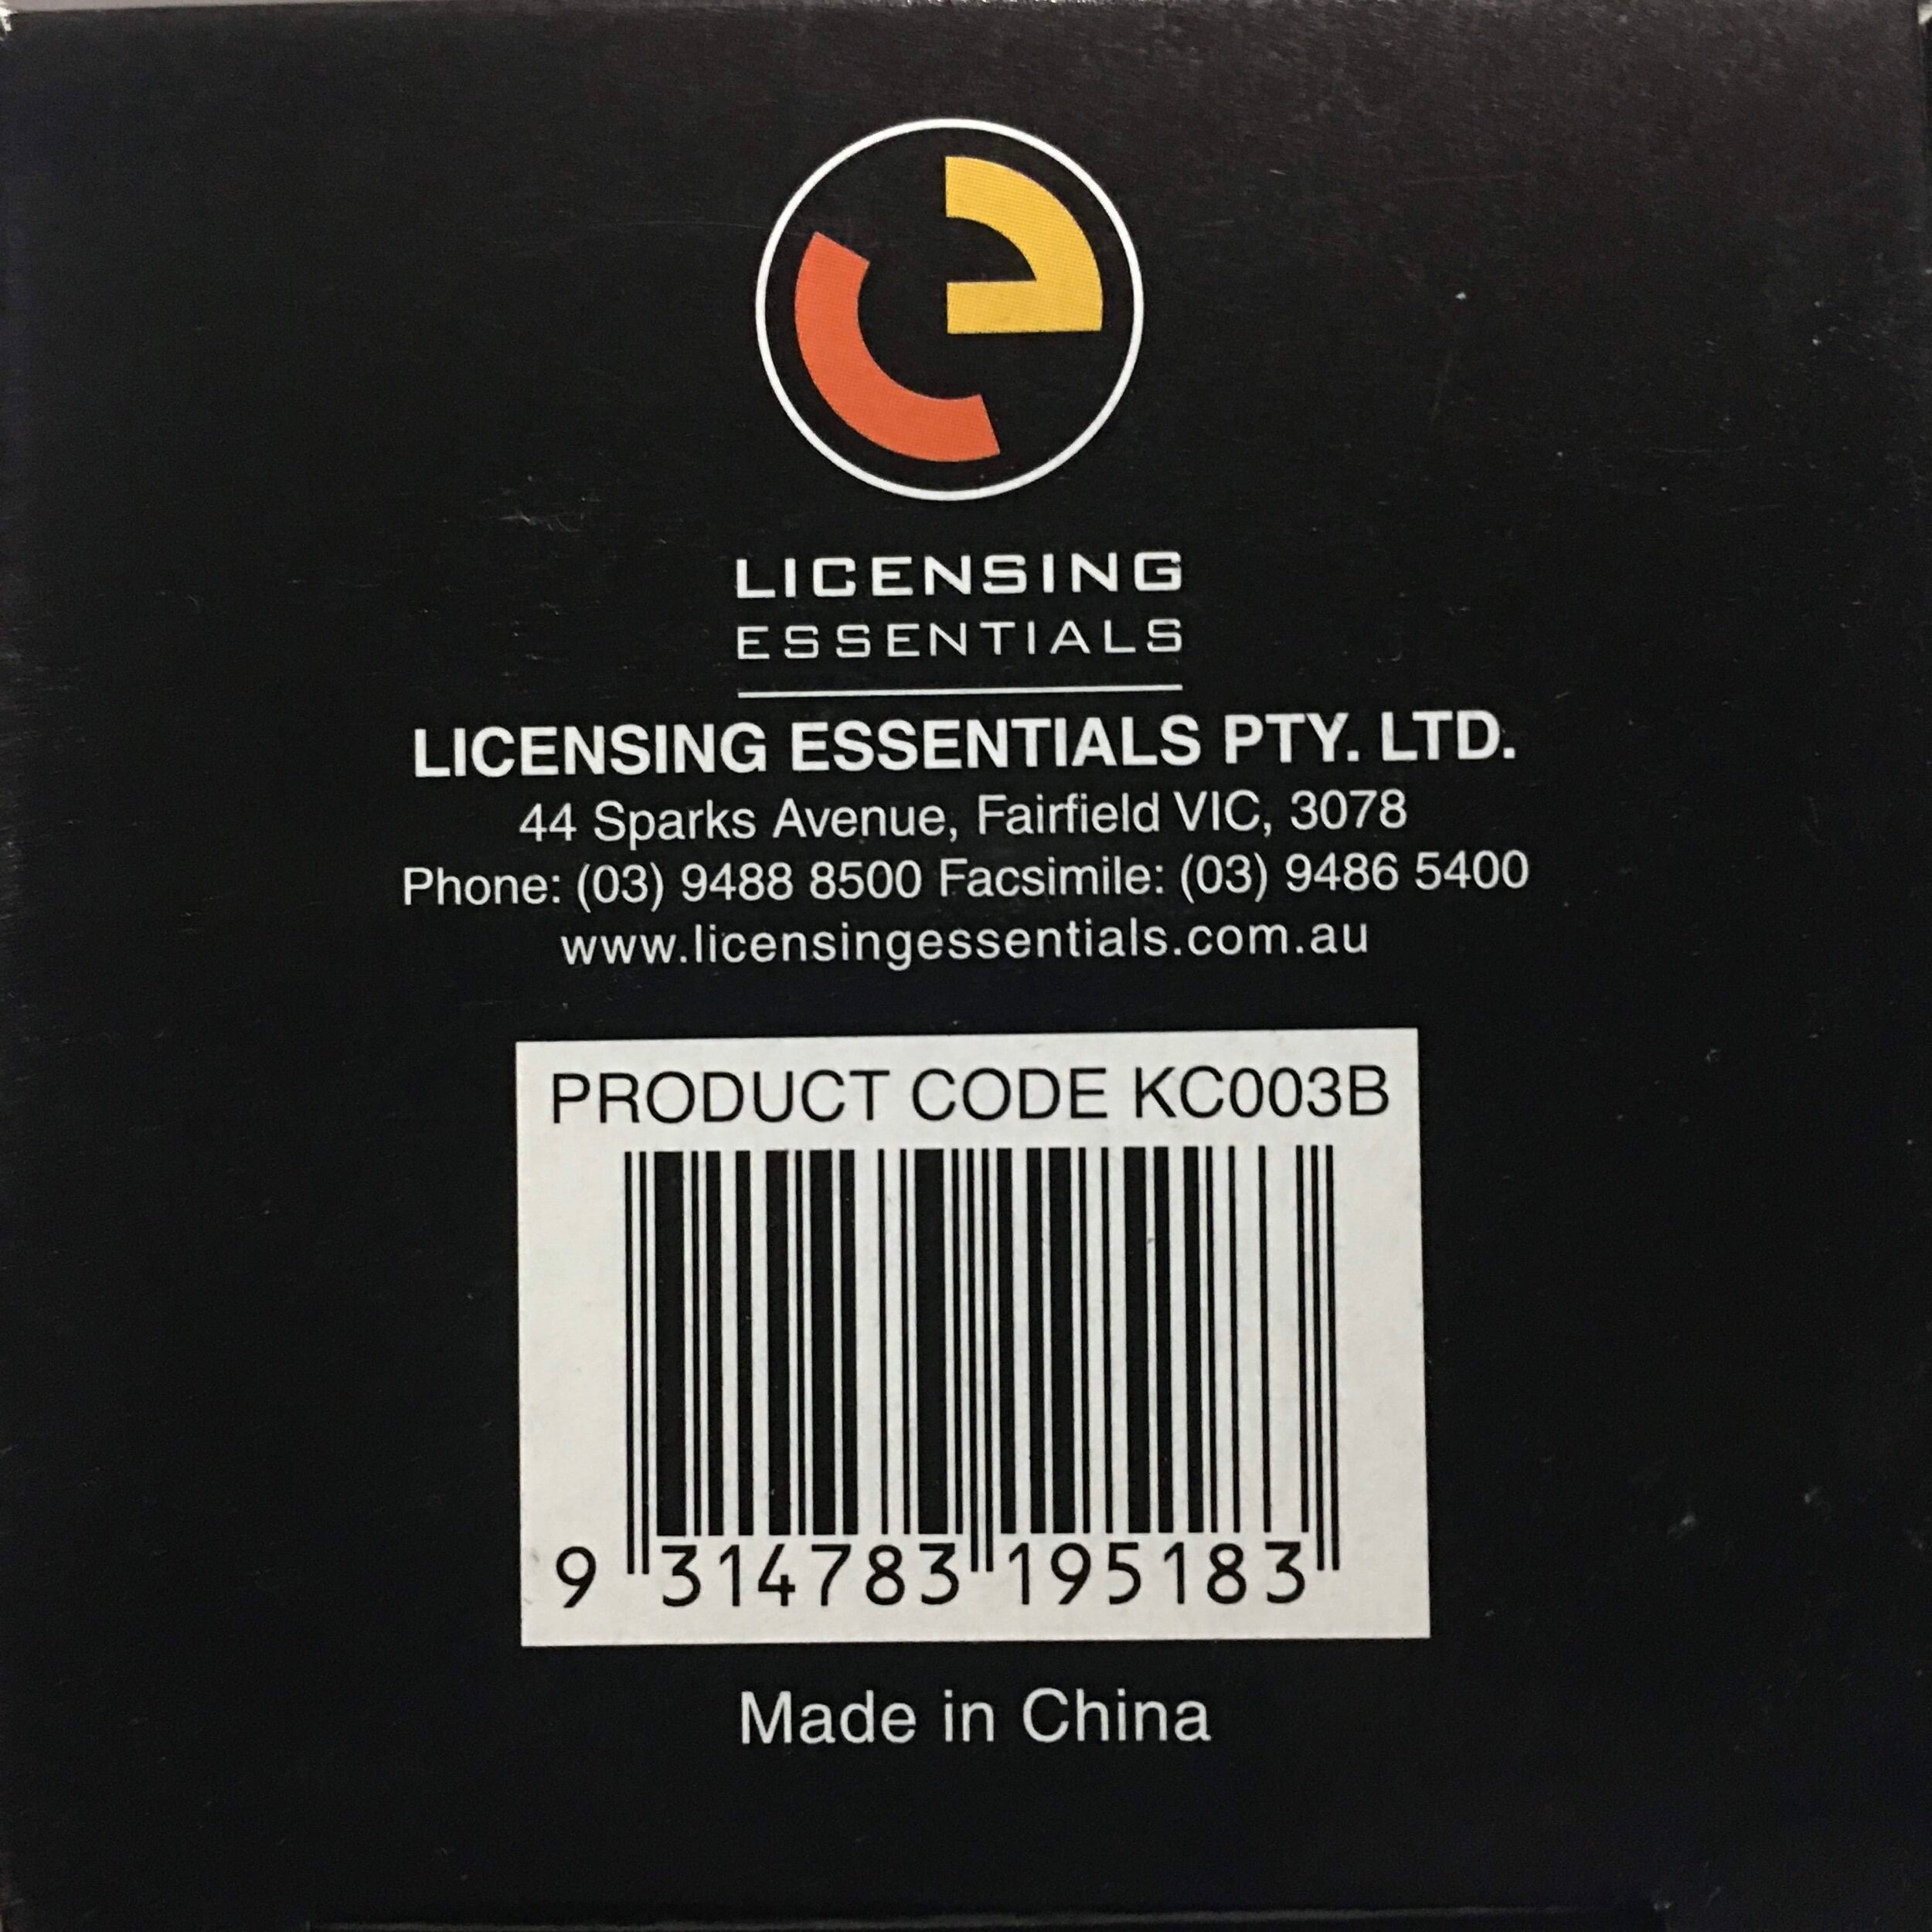 LICENSING
ESSENTIALS
LICENSING ESSENTIALS PTY. LTD.
44 Sparks Avenue, Fairfield VIC, 3078
Phone: (03) 9488 8500 Facsimile: (03) 9486 5400
www.licensingessentials.com.au
PRODUCT CODE KC003B
9 314783 195183
Made in China